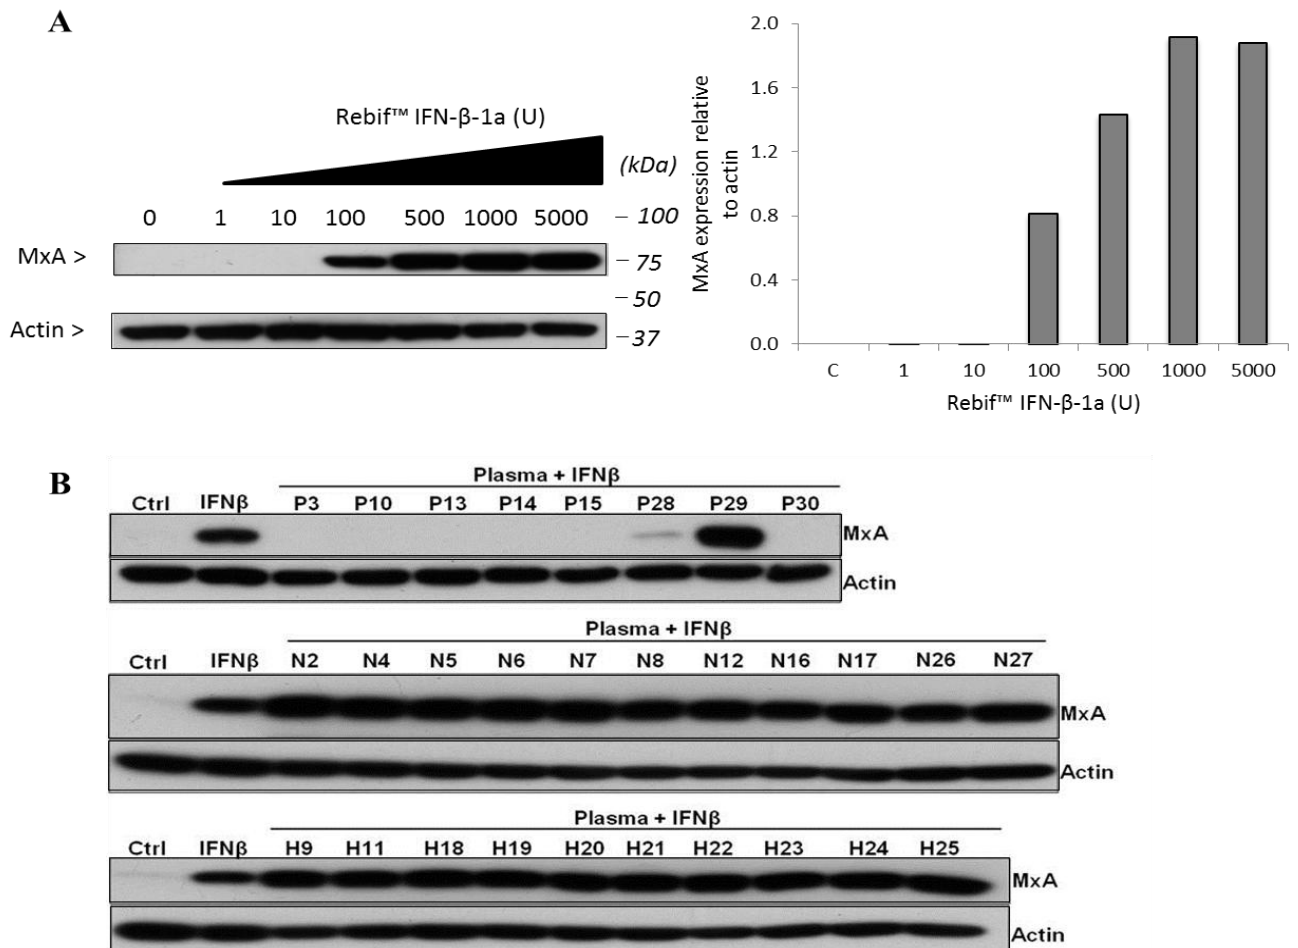 A
Rebif™ IFN-β-1a (U)
(kDa)
0 1 10 100 500 1000 5000 – 100
MxA > – 75
– 50
Actin > – 37
MxA expression relative
to actin
2.0
1.6
1.2
0.8
0.4
0.0
C 1 10 100 500 1000 5000
Rebif™ IFN-β-1a (U)
B
Plasma + IFNβ
Ctrl IFNβ P3 P10 P13 P14 P15 P28 P29 P30
MxA
Actin
Plasma + IFNβ
Ctrl IFNβ N2 N4 N5 N6 N7 N8 N12 N16 N17 N26 N27
MxA
Actin
Plasma + IFNβ
Ctrl IFNβ H9 H11 H18 H19 H20 H21 H22 H23 H24 H25
MxA
Actin